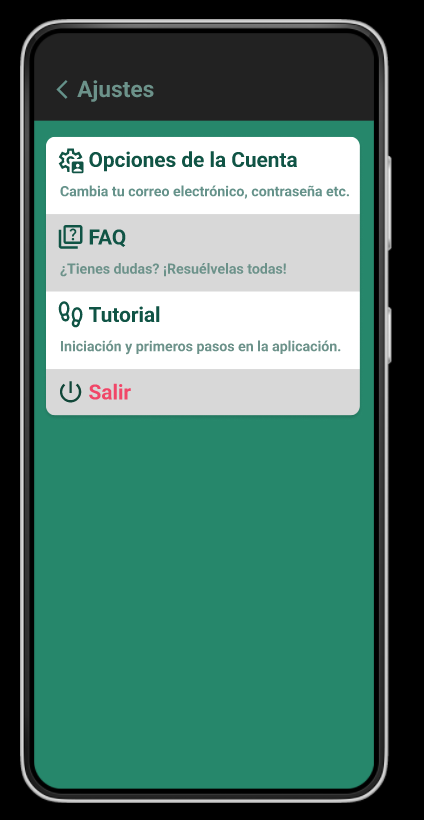 Ajustes
Opciones de la Cuenta
Cambia tu correo electrónico, contraseña etc.
FAQ
¿Tienes dudas? ¡Resuélvelas todas!
Tutorial
Iniciación y primeros pasos en la aplicación.
Salir